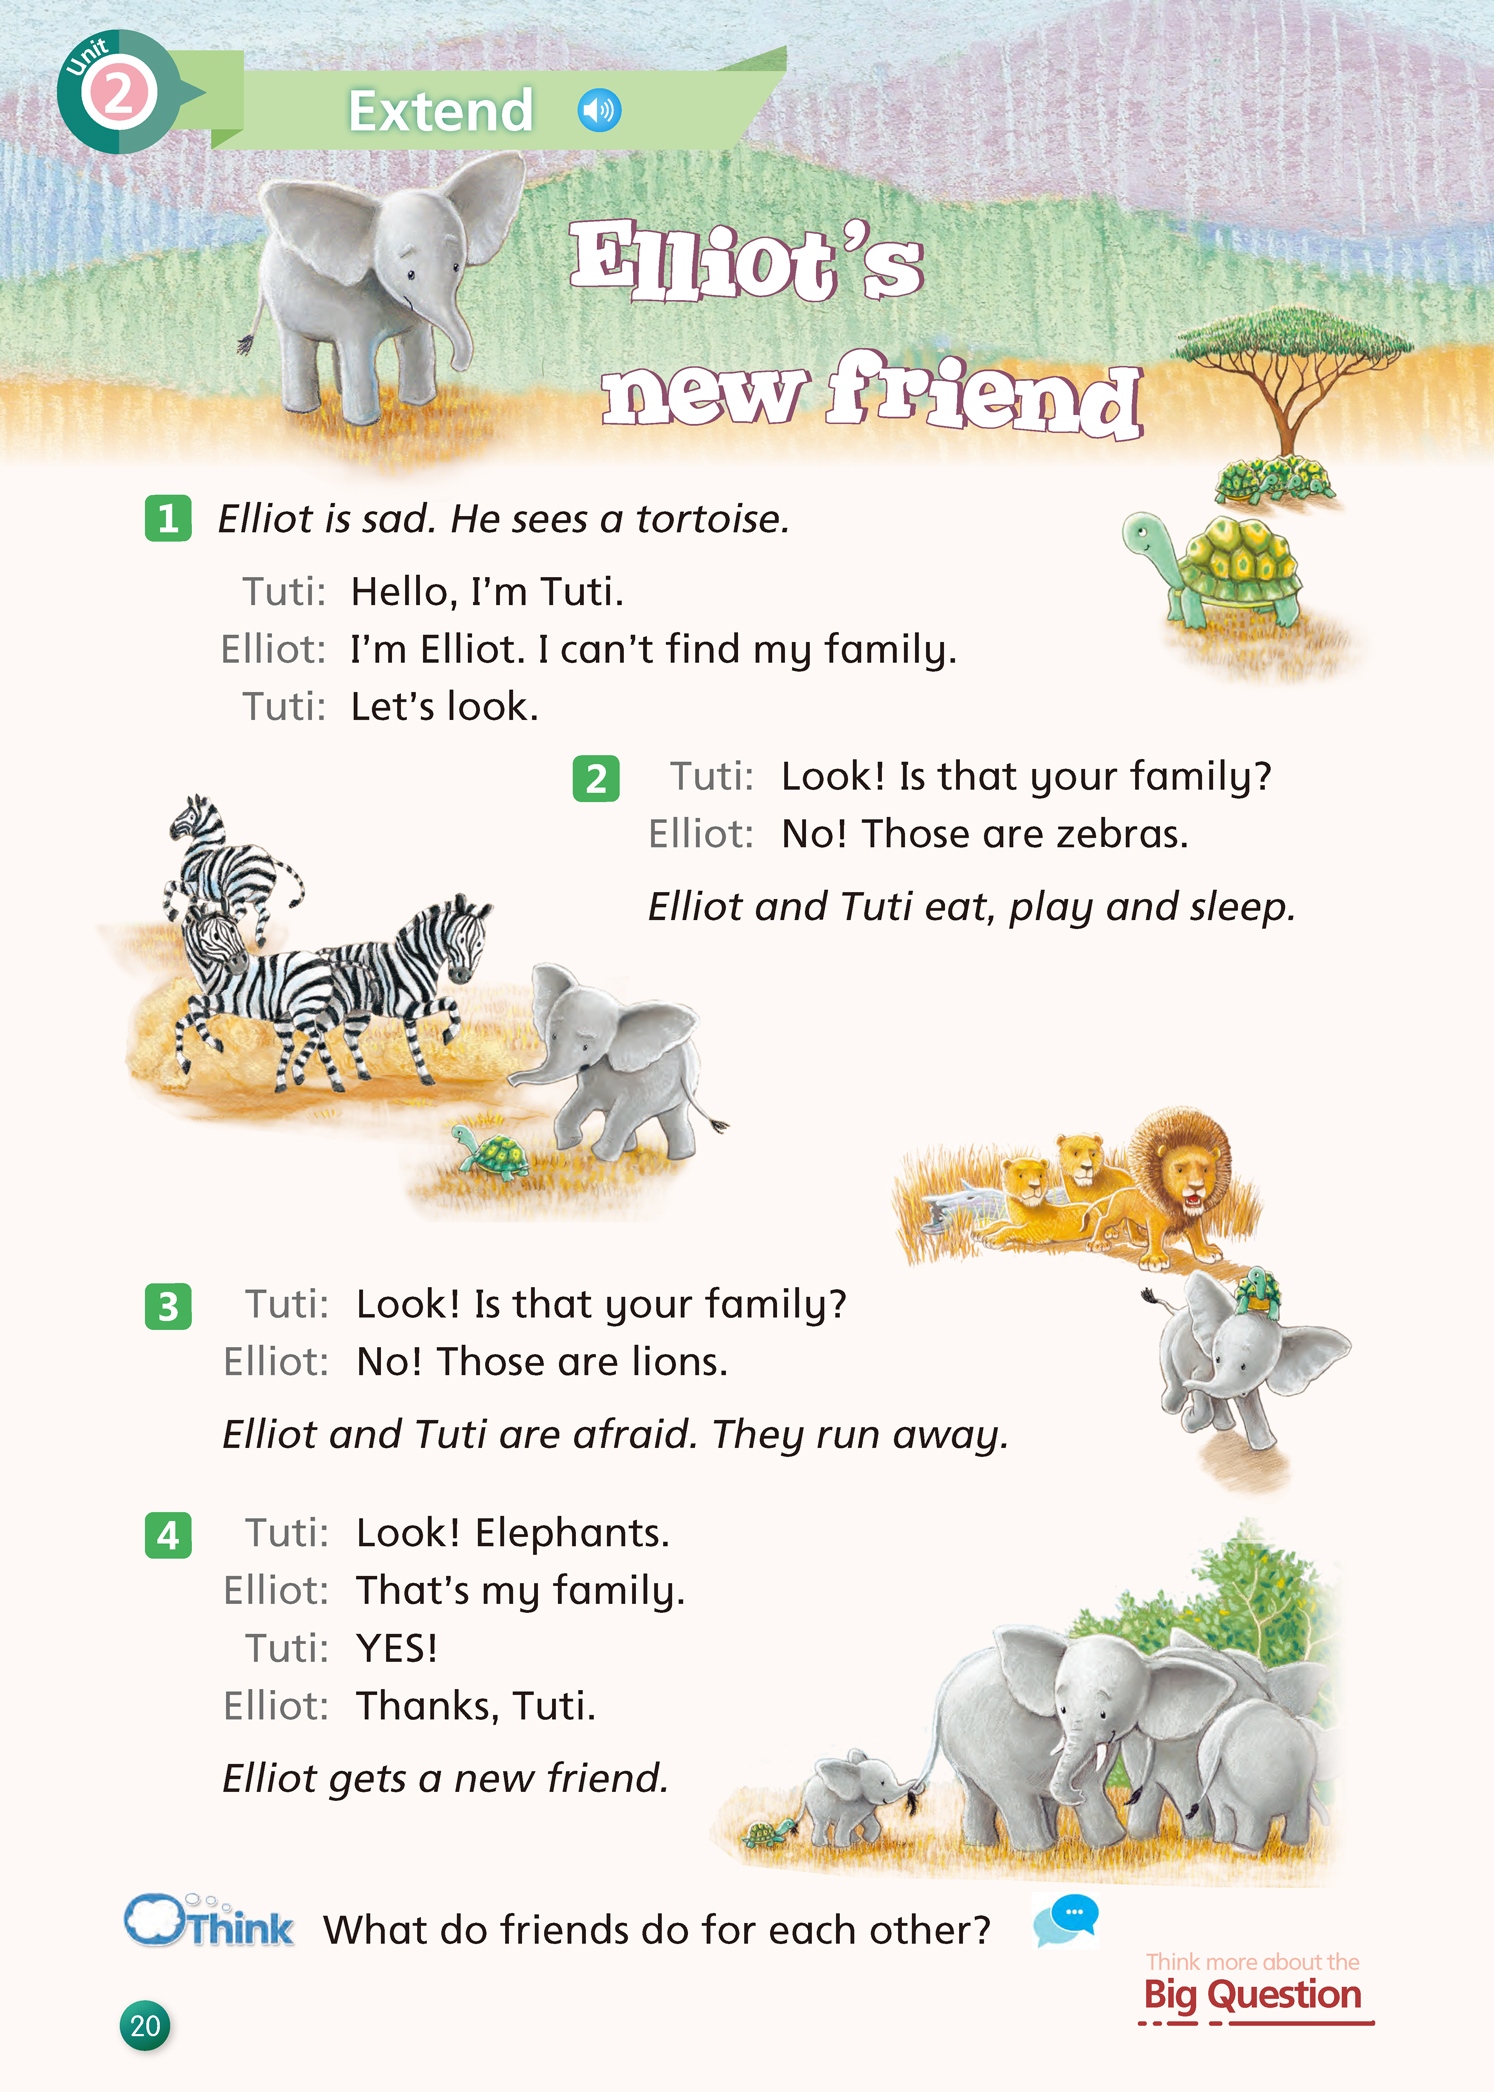 Unit
2
Extend
Elliot's
new friend
1 Elliot is sad. He sees a tortoise.
Tuti: Hello, I'm Tuti.
Elliot: I'm Elliot. I can't find my family.
Tuti: Let's look.
2 Tuti: Look! Is that your family?
Elliot: No! Those are zebras.
Elliot and Tuti eat, play and sleep.
3 Tuti: Look! Is that your family?
Elliot: No! Those are lions.
Elliot and Tuti are afraid. They run away.
4 Tuti: Look! Elephants.
Elliot: That's my family.
Tuti: YES!
Elliot: Thanks, Tuti.
Elliot gets a new friend.
Think What do friends do for each other?
Think more about the
Big Question
20